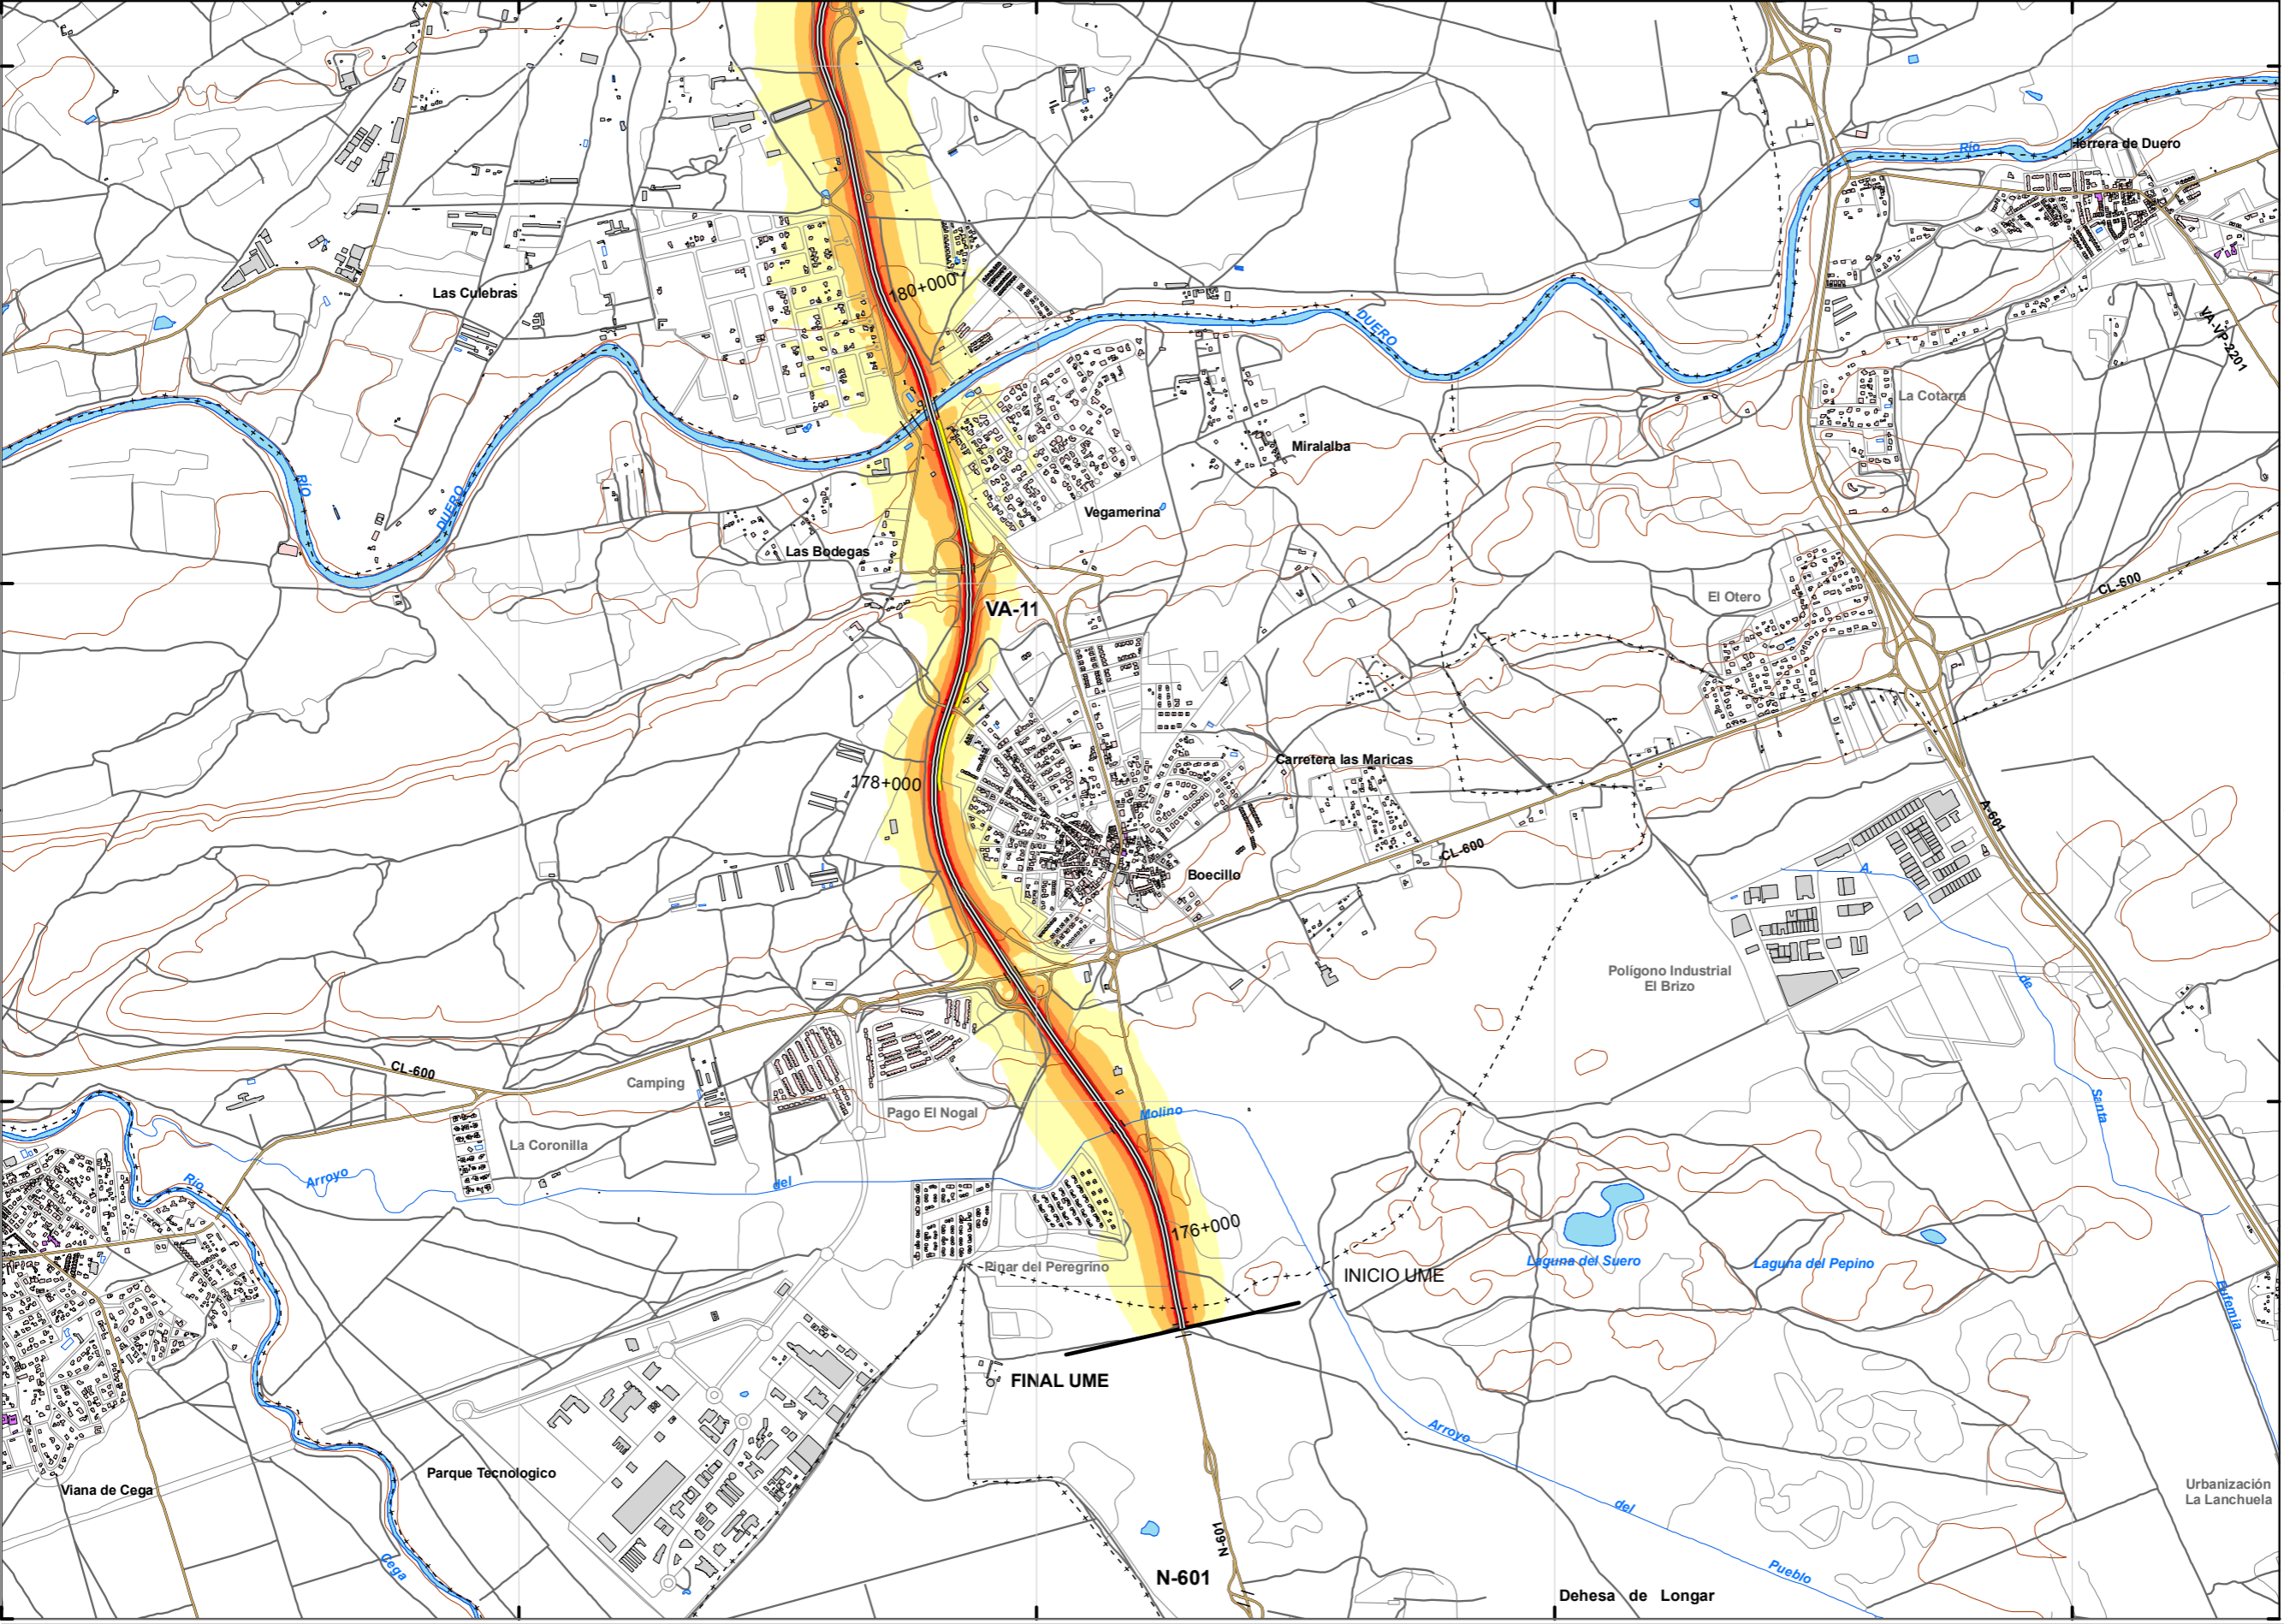 Río
Herrera de Duero
Las Culebras
180+000
DUERO
VA-VP-2201
La Cotarra
Miralalba
RÍO
DUERO
Vegamerina
Las Bodegas
CL-600
El Otero
VA-11
Carretera las Maricas
178+000
A-601
CL-600
A.
Boecillo
Polígono Industrial
El Brizo
de
CL-600
Camping
Santa
Pago El Nogal
Molino
La Coronilla
Arroyo
Río
del
176+000
Pinar del Peregrino
INICIO UME
Laguna del Suero
Laguna del Pepino
Eufemia
FINAL UME
Arroyo
Parque Tecnologico
Viana de Cega
Urbanización
La Lanchuela
del
N-601
Cega
N-601
Pueblo
Dehesa de Longar